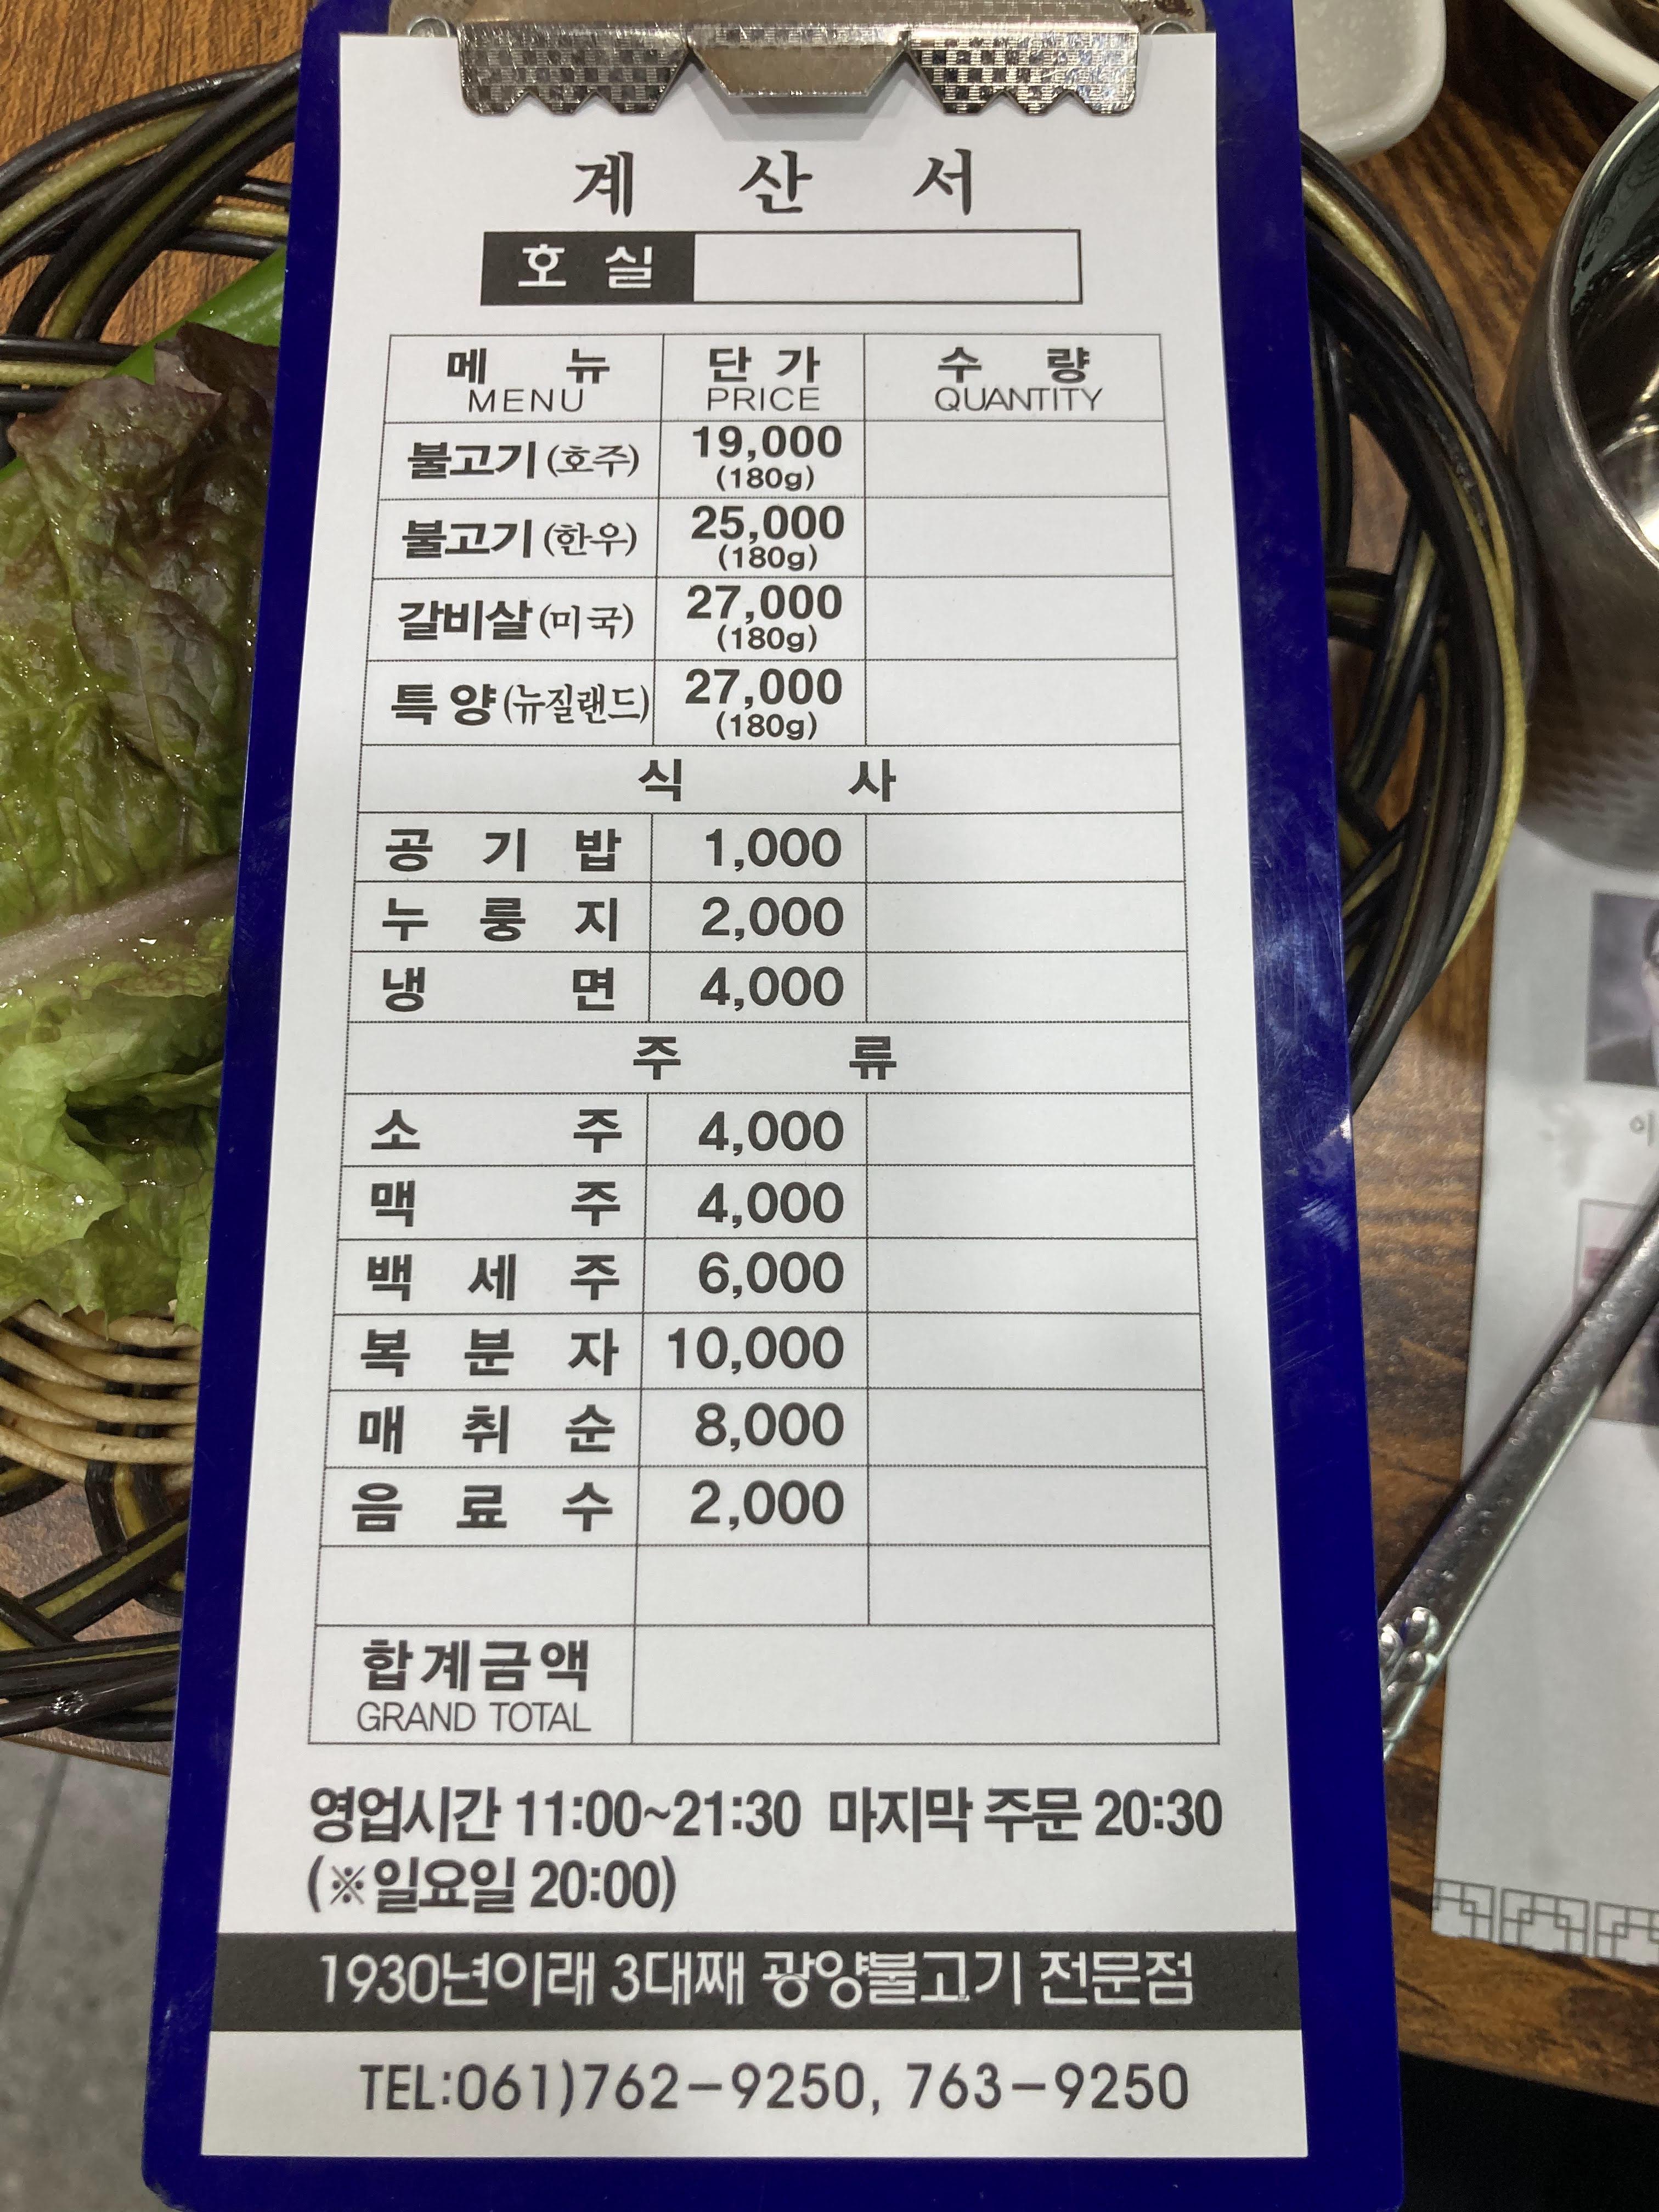 계 산 서
호 실
메 뉴 단 가 수 량
MENU PRICE QUANTITY
불고기 (호주) 19,000
(180g)
불고기 (한우) 25,000
(180g)
갈비살 (미국) 27,000
(180g)
특 양 (뉴질랜드) 27,000
(180g)
식 사
공 기 밥 1,000
누 룽 지 2,000
냉 면 4,000
주 류
소 주 4,000
맥 주 4,000
백 세 주 6,000
복 분 자 10,000
매 취 순 8,000
음 료 수 2,000
합계금액
GRAND TOTAL
영업시간 11:00~21:30 마지막 주문 20:30
(※일요일 20:00)
1930년이래 3대째 광양불고기 전문점
TEL:061)762-9250, 763-9250